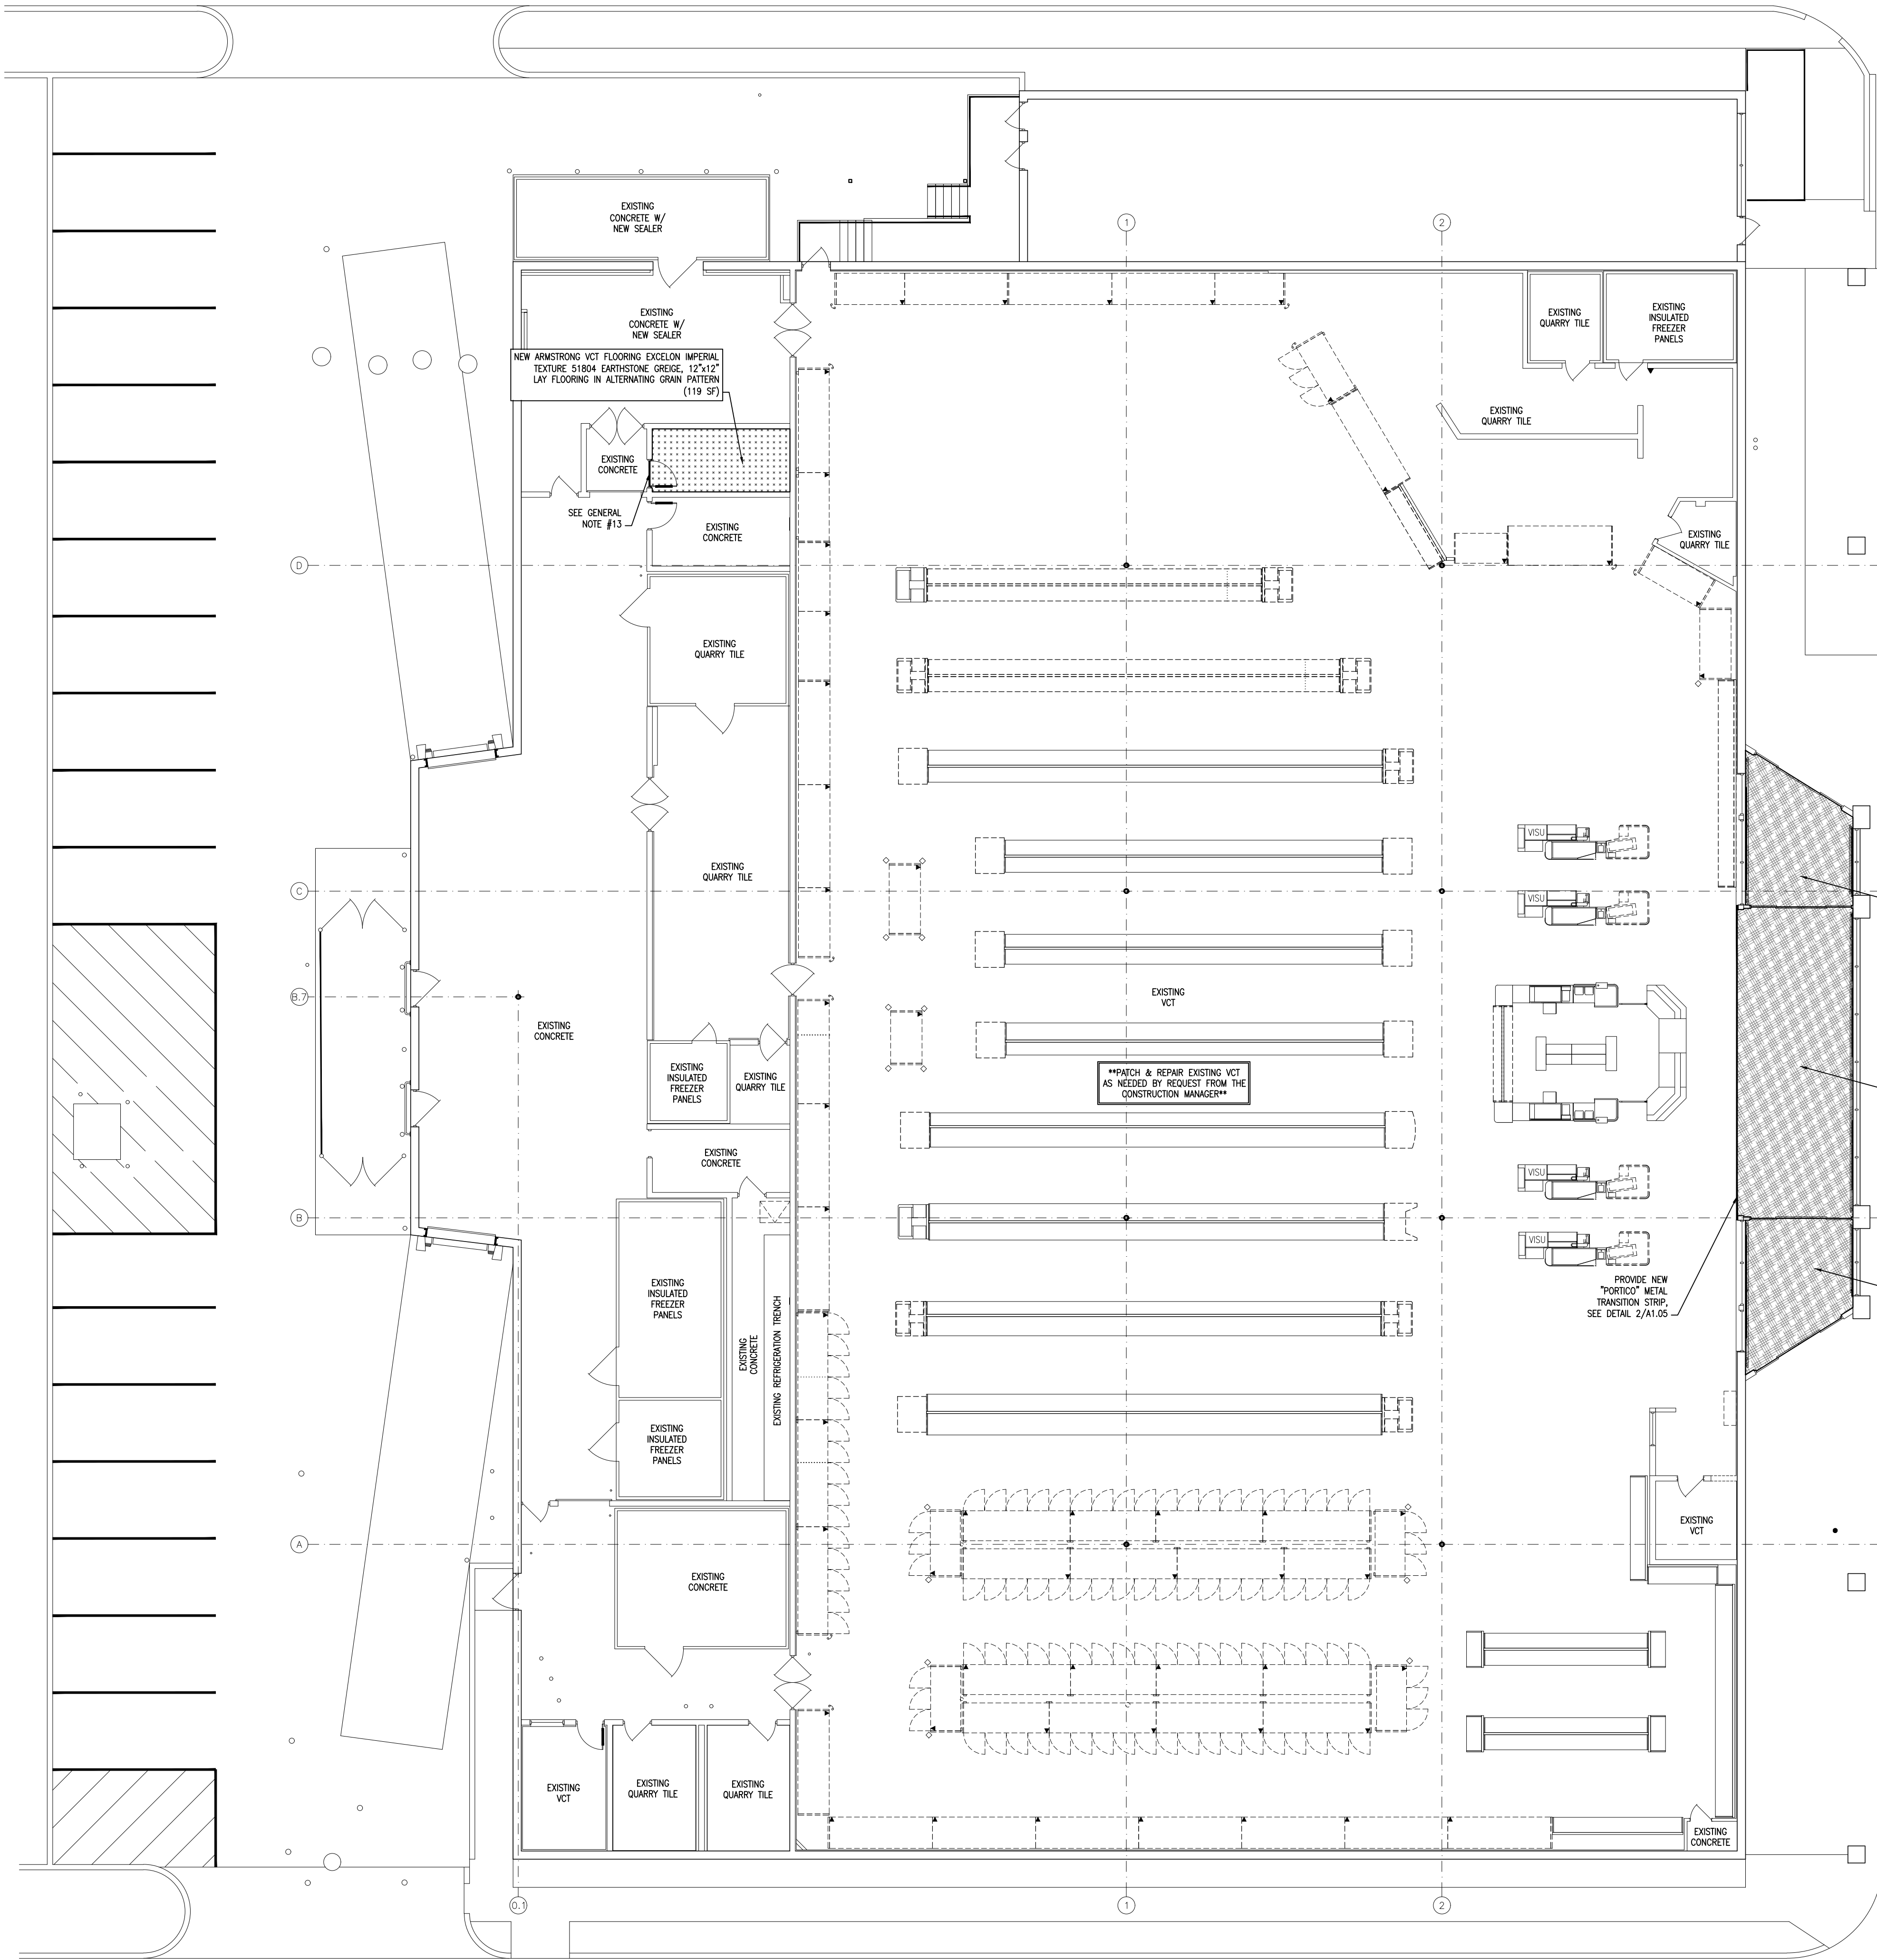 EXISTING
CONCRETE W/
NEW SEALER
1
2
EXISTING
CONCRETE W/
NEW SEALER
EXISTING
QUARRY TILE
EXISTING
INSULATED
FREEZER
PANELS
NEW ARMSTRONG VCT FLOORING EXCELON IMPERIAL
TEXTURE 51804 EARTHSTONE GREIGE, 12"x12"
LAY FLOORING IN ALTERNATING GRAIN PATTERN
(119 SF)
EXISTING
QUARRY TILE
EXISTING
CONCRETE
SEE GENERAL
NOTE #13
EXISTING
CONCRETE
EXISTING
QUARRY TILE
D
EXISTING
QUARRY TILE
VISU
EXISTING
QUARRY TILE
C
VISU
B.7
EXISTING
CONCRETE
EXISTING
VCT
EXISTING
INSULATED
FREEZER
PANELS
EXISTING
QUARRY TILE
**PATCH & REPAIR EXISTING VCT
AS NEEDED BY REQUEST FROM THE
CONSTRUCTION MANAGER**
EXISTING
CONCRETE
VISU
B
VISU
EXISTING
INSULATED
FREEZER
PANELS
EXISTING
CONCRETE
EXISTING REFRIGERATION TRENCH
PROVIDE NEW
"PORTICO" METAL
TRANSITION STRIP,
SEE DETAIL 2/A1.05
EXISTING
INSULATED
FREEZER
PANELS
EXISTING
VCT
A
EXISTING
CONCRETE
EXISTING
VCT
EXISTING
QUARRY TILE
EXISTING
QUARRY TILE
EXISTING
CONCRETE
0.1
1
2